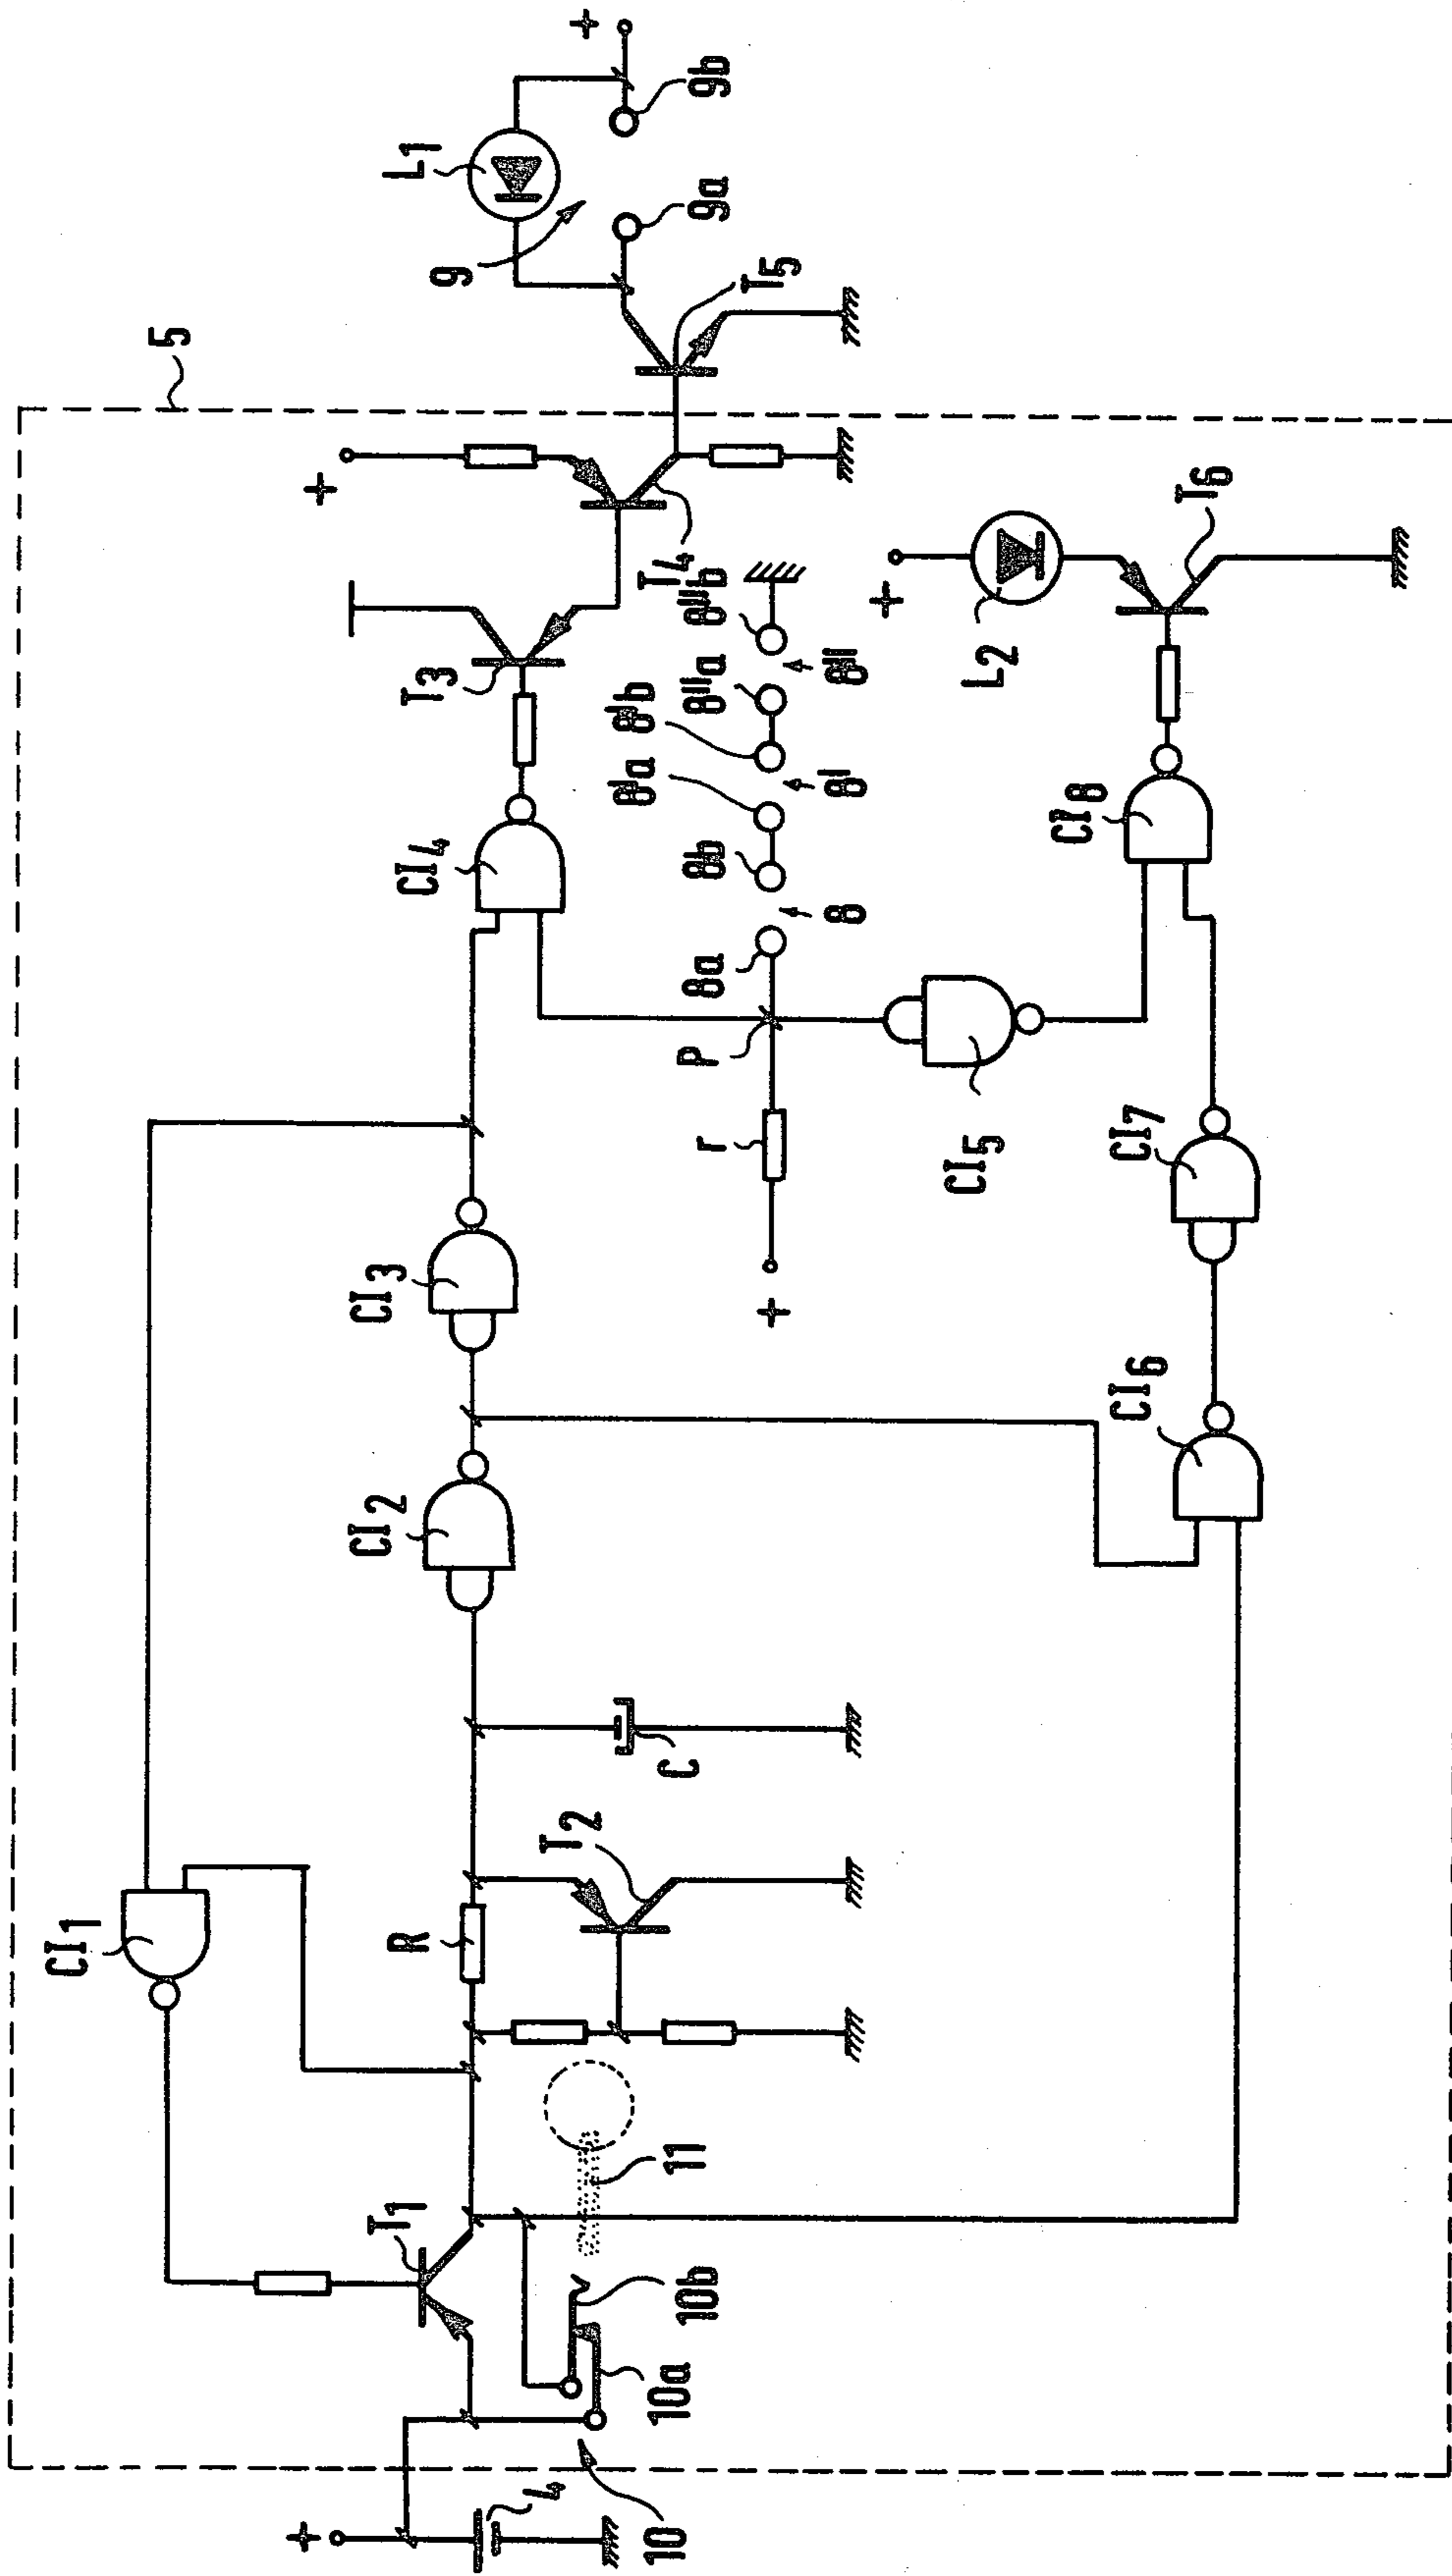 5
CI1
+
T1
R
CI2
CI3
CI4
T3
+
T4
9
L1
+
9b
9a
T5
4
10
10a
10b
11
T2
C
+
r
P
8a
8
8b
8'a
8'
8'b
8''a
8''
8''b
CI5
CI6
CI7
CI8
+
L2
T6